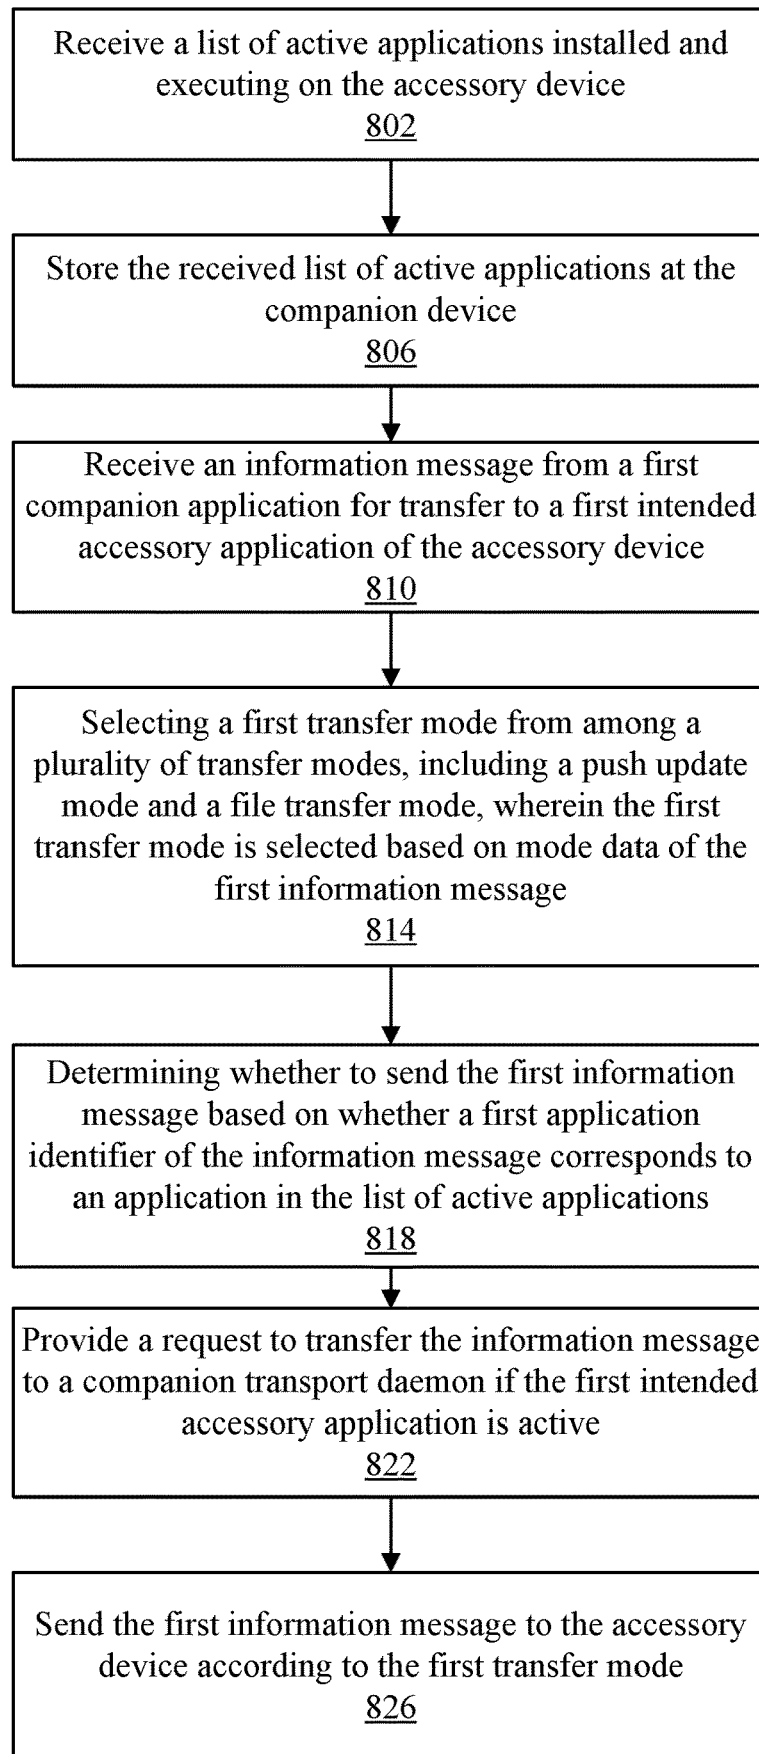 Receive a list of active applications installed and
executing on the accessory device
802
Store the received list of active applications at the
companion device
806
Receive an information message from a first
companion application for transfer to a first intended
accessory application of the accessory device
810
Selecting a first transfer mode from among a
plurality of transfer modes, including a push update
mode and a file transfer mode, wherein the first
transfer mode is selected based on mode data of the
first information message
814
Determining whether to send the first information
message based on whether a first application
identifier of the information message corresponds to
an application in the list of active applications
818
Provide a request to transfer the information message
to a companion transport daemon if the first intended
accessory application is active
822
Send the first information message to the accessory
device according to the first transfer mode
826